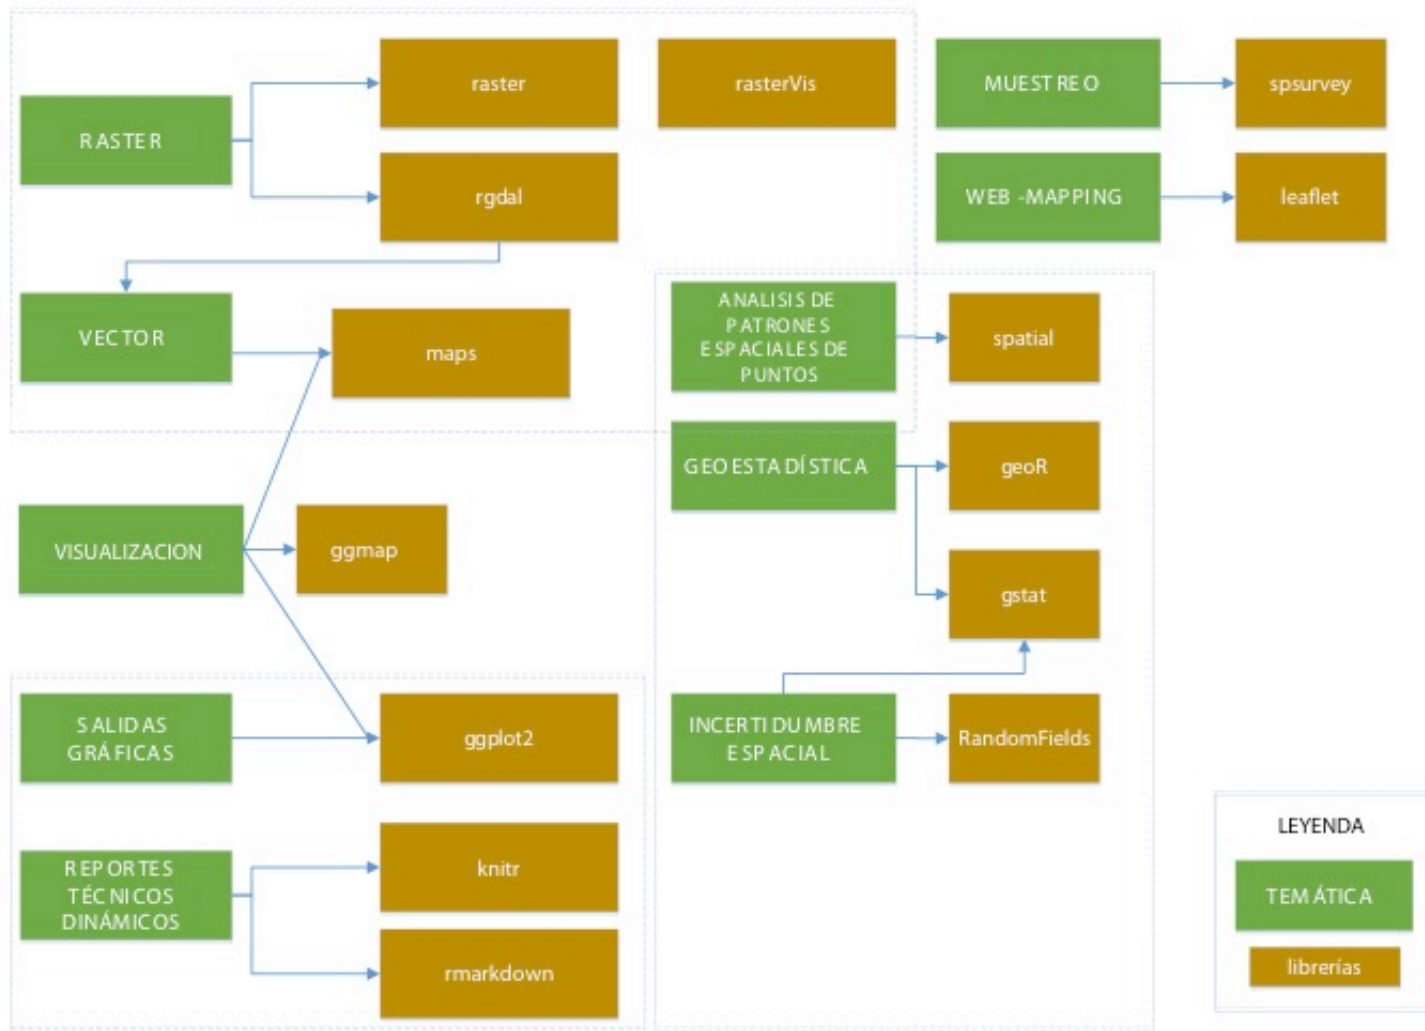 RASTER
raster
rasterVis
rgdal
VECTOR
maps
MUESTREO
spsurvey
WEB -MAPPING
leaflet
ANALISIS DE
PATRONES
ESPACIALES DE
PUNTOS
spatial
GEOESTADÍSTICA
geoR
gstat
VISUALIZACION
ggmap
SALIDAS
GRÁFICAS
ggplot2
INCERTIDUMBRE
ESPACIAL
RandomFields
REPORTES
TÉCNICOS
DINÁMICOS
knitr
rmarkdown
LEYENDA
TEMÁTICA
librerías